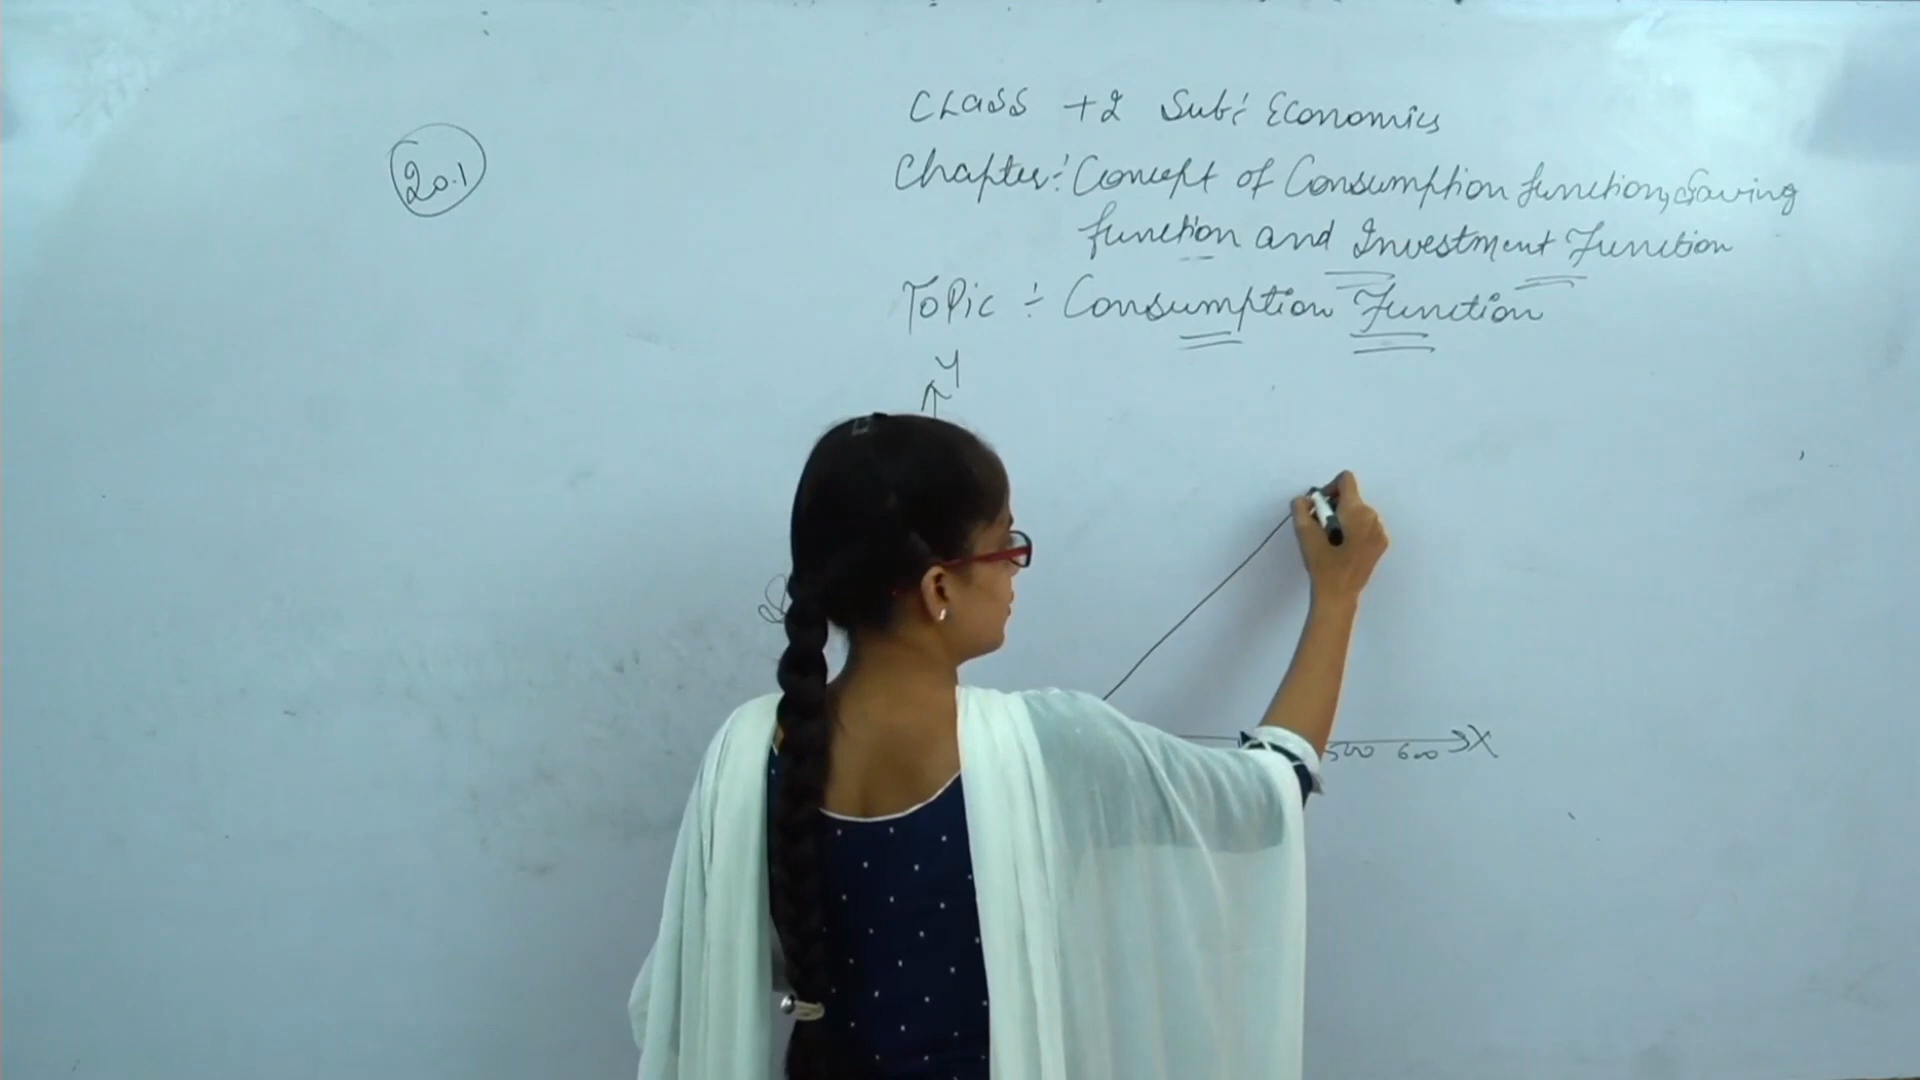 20.1
Class +2 Sub: Economics
Chapter: Concept of Consumption function, Saving
function and Investment Function
Topic : Consumption Function
Y
500 600 X